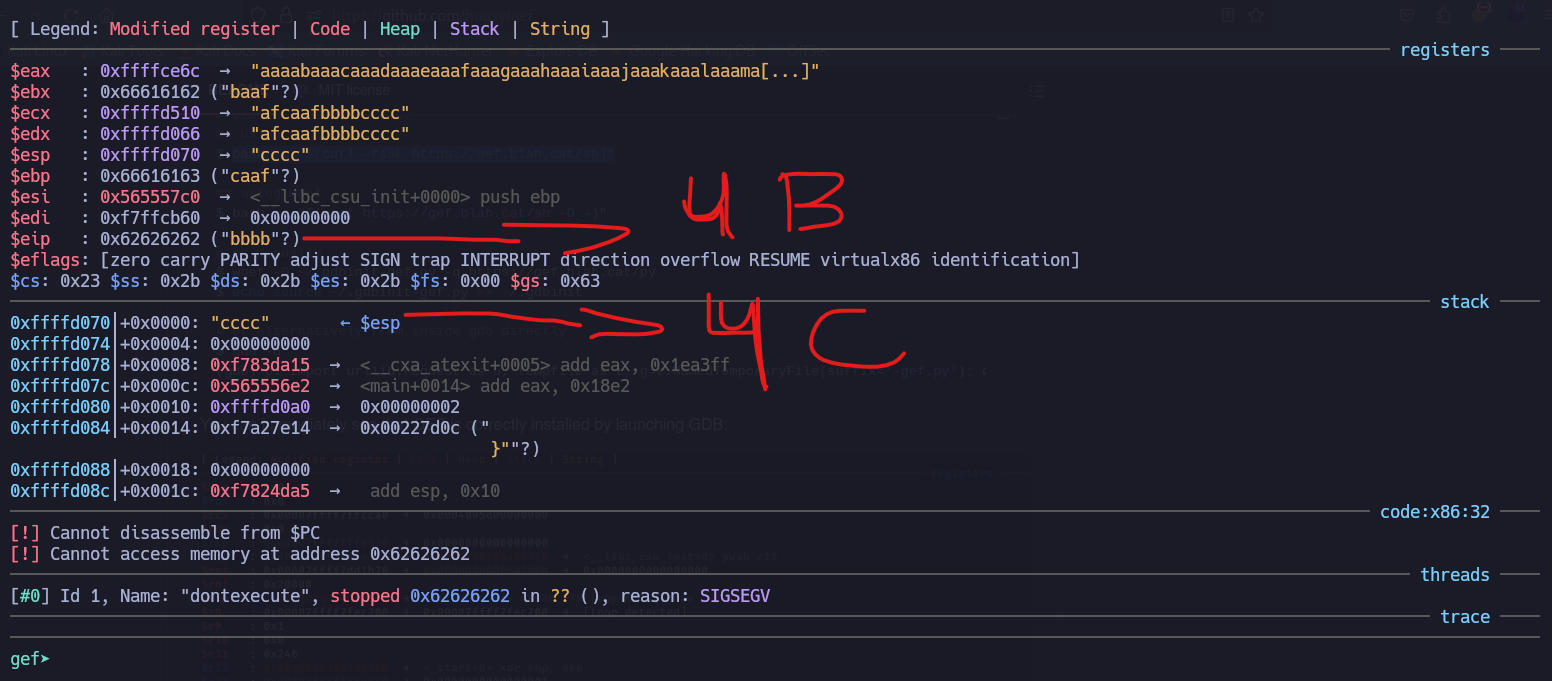 [ Legend: Modified register | Code | Heap | Stack | String ]
registers
$eax   : 0xffffce6c  →  "aaaabaaacaaadaaaeaaafaaagaaahaaaiaaajaaakaaalaaama[...]"
$ebx   : 0x66616162 ("baaf"?)
$ecx   : 0xffffd510  →  "afcaafbbbbcccc"
$edx   : 0xffffd066  →  "afcaafbbbbcccc"
$esp   : 0xffffd070  →  "cccc"
$ebp   : 0x66616163 ("caaf"?)
$esi   : 0x565557c0  →  <__libc_csu_init+0000> push ebp
$edi   : 0xf7ffcb60  →  0x00000000
$eip   : 0x62626262 ("bbbb"?)
4 B
$eflags: [zero carry PARITY adjust SIGN trap INTERRUPT direction overflow RESUME virtualx86 identification]
$cs: 0x23 $ss: 0x2b $ds: 0x2b $es: 0x2b $fs: 0x00 $gs: 0x63
stack
0xffffd070│+0x0000: "cccc"       ← $esp
4 C
0xffffd074│+0x0004: 0x00000000
0xffffd078│+0x0008: 0xf783da15  →  <__cxa_atexit+0005> add eax, 0x1ea3ff
0xffffd07c│+0x000c: 0x565556e2  →  <main+0014> add eax, 0x18e2
0xffffd080│+0x0010: 0xffffd0a0  →  0x00000002
0xffffd084│+0x0014: 0xf7a27e14  →  0x00227d0c ("
}""?)
0xffffd088│+0x0018: 0x00000000
0xffffd08c│+0x001c: 0xf7824da5  →   add esp, 0x10
code:x86:32
[!] Cannot disassemble from $PC
[!] Cannot access memory at address 0x62626262
threads
[#0] Id 1, Name: "dontexecute", stopped 0x62626262 in ?? (), reason: SIGSEGV
trace
gef➤